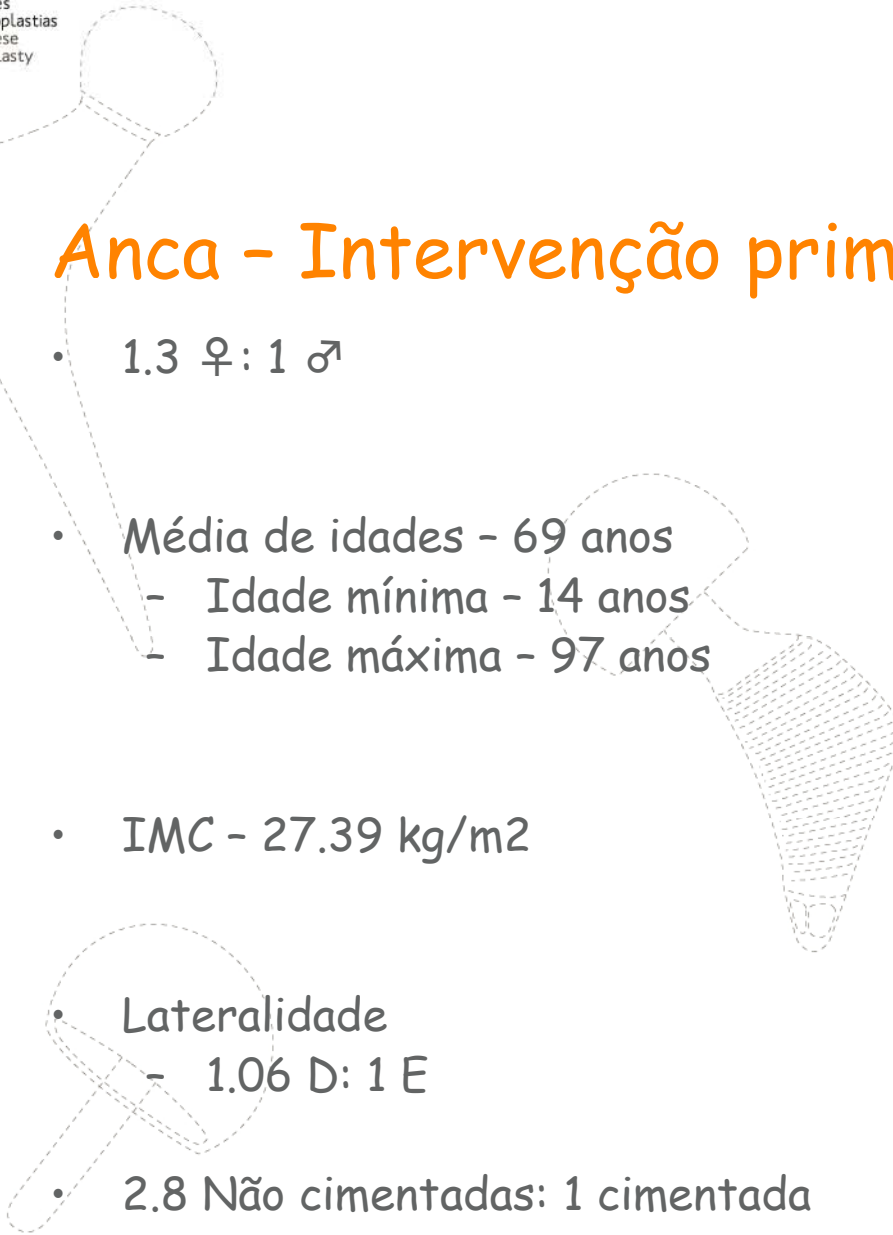 plastias
asty
Anca – Intervenção prim
• 1.3 ♀: 1 ♂
• Média de idades – 69 anos
– Idade mínima – 14 anos
– Idade máxima – 97 anos
• IMC – 27.39 kg/m2
• Lateralidade
– 1.06 D: 1 E
• 2.8 Não cimentadas: 1 cimentada